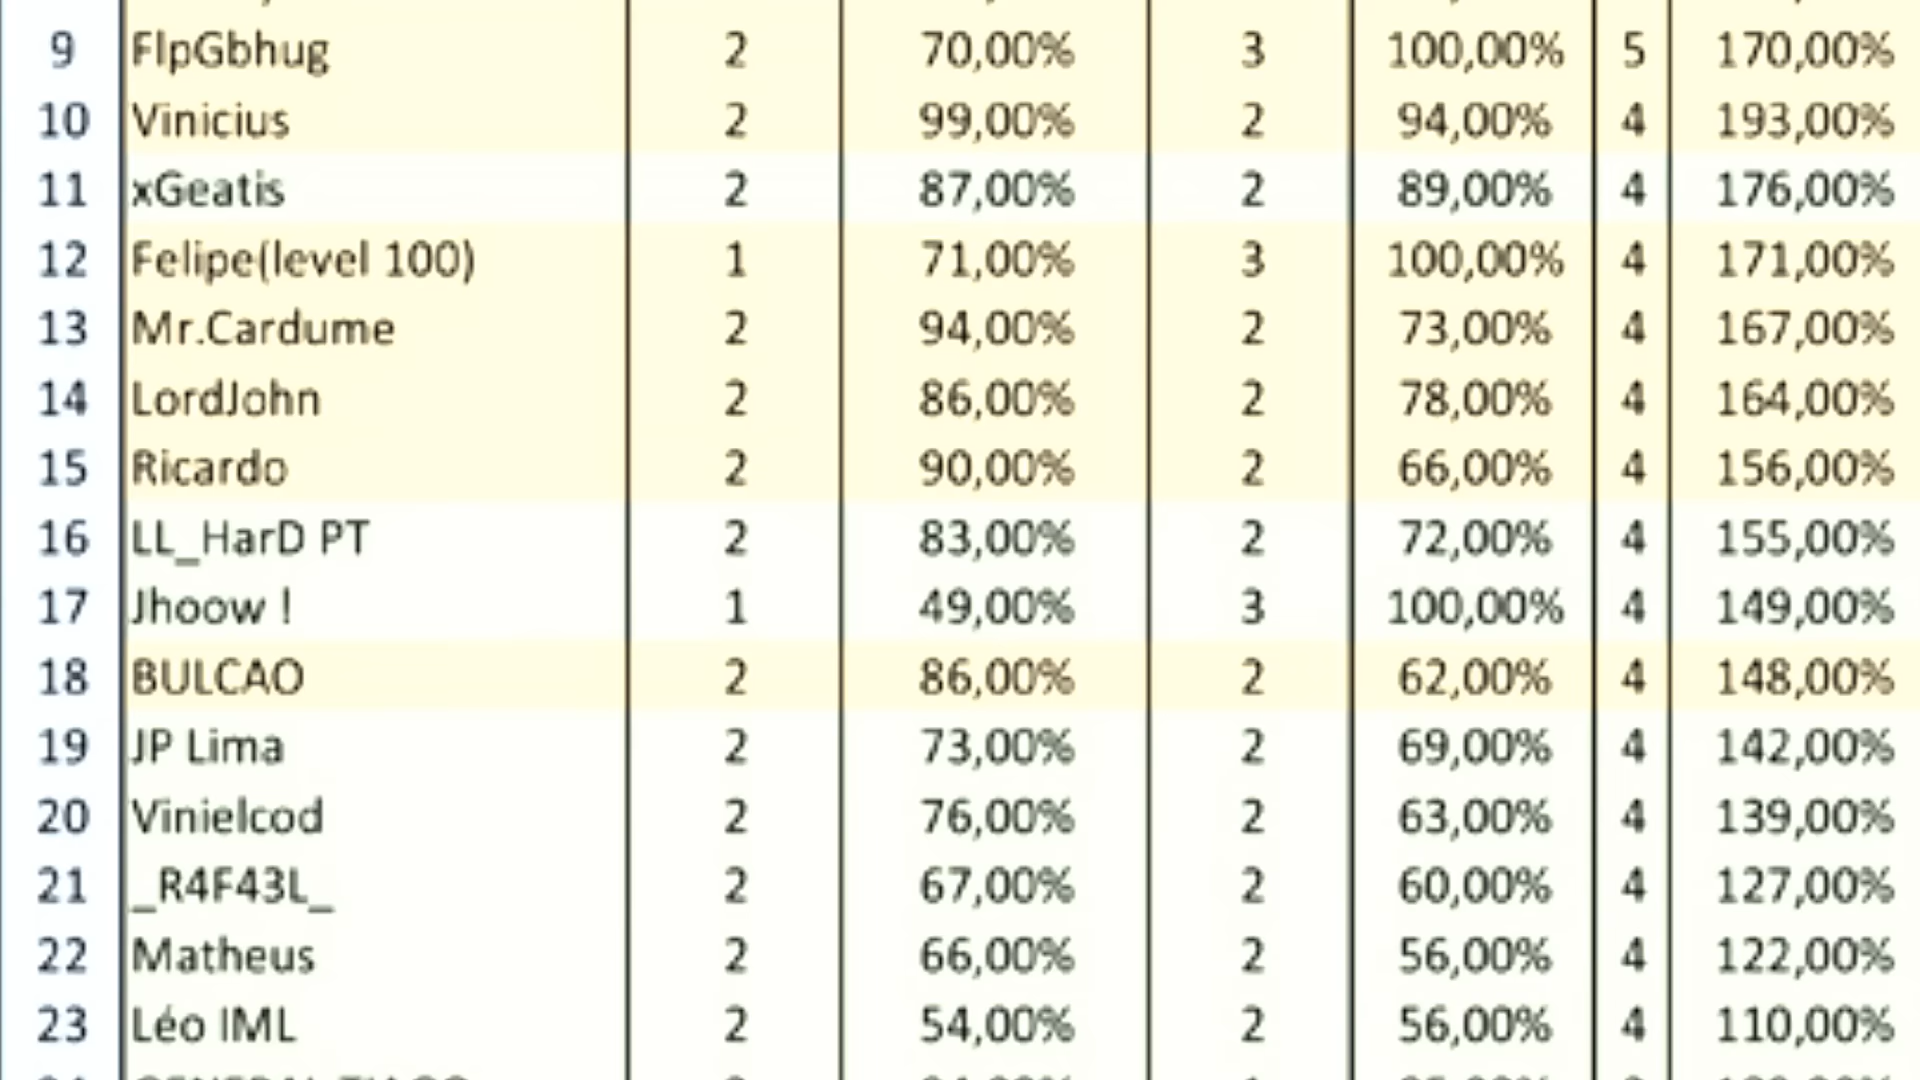 9 FlpGbhug 2 70,00% 3 100,00% 5 170,00%
10 Vinicius 2 99,00% 2 94,00% 4 193,00%
11 xGeatis 2 87,00% 2 89,00% 4 176,00%
12 Felipe(level 100) 1 71,00% 3 100,00% 4 171,00%
13 Mr.Cardume 2 94,00% 2 73,00% 4 167,00%
14 LordJohn 2 86,00% 2 78,00% 4 164,00%
15 Ricardo 2 90,00% 2 66,00% 4 156,00%
16 LL_HarD PT 2 83,00% 2 72,00% 4 155,00%
17 Jhoow ! 1 49,00% 3 100,00% 4 149,00%
18 BULCAO 2 86,00% 2 62,00% 4 148,00%
19 JP Lima 2 73,00% 2 69,00% 4 142,00%
20 Vinielcod 2 76,00% 2 63,00% 4 139,00%
21 _R4F43L_ 2 67,00% 2 60,00% 4 127,00%
22 Matheus 2 66,00% 2 56,00% 4 122,00%
23 Léo IML 2 54,00% 2 56,00% 4 110,00%